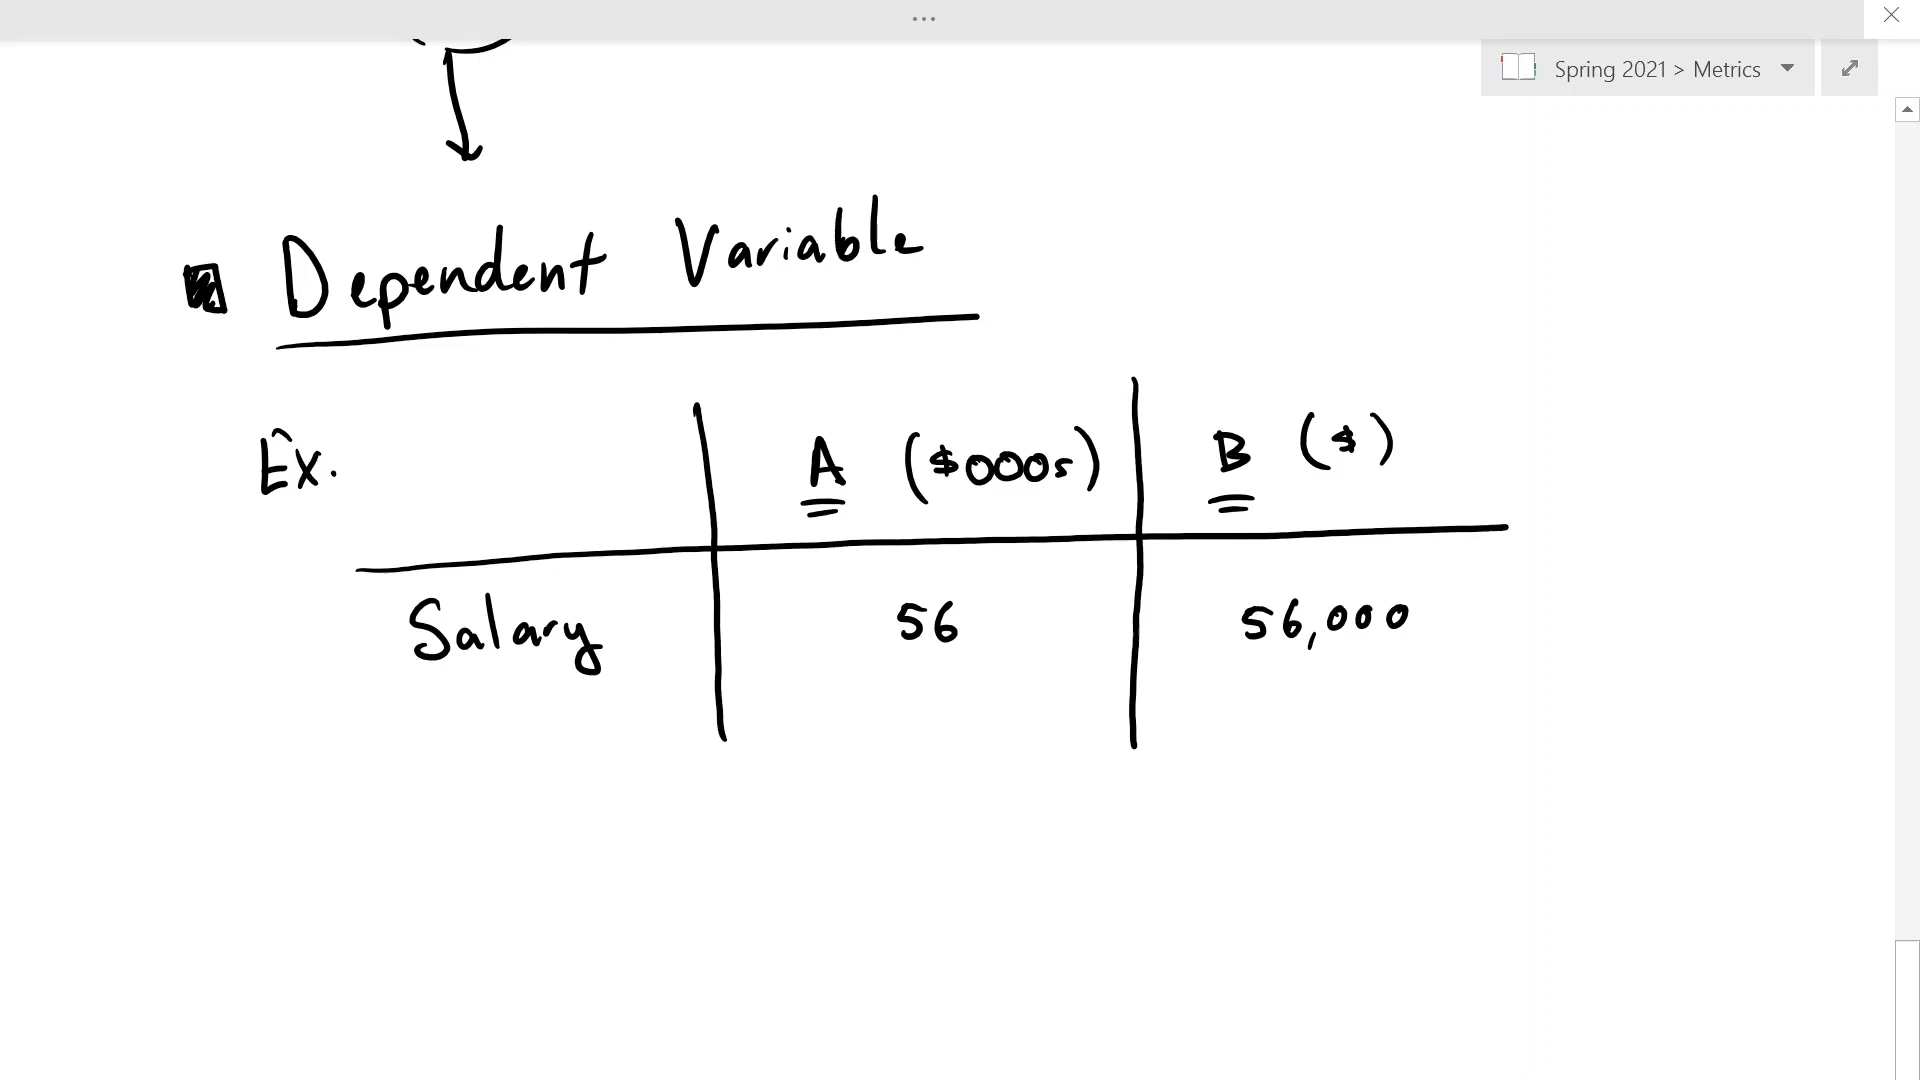 ...
Spring 2021 > Metrics
Dependent Variable
Ex.
A ($000s)
B ($)
Salary
56
56,000